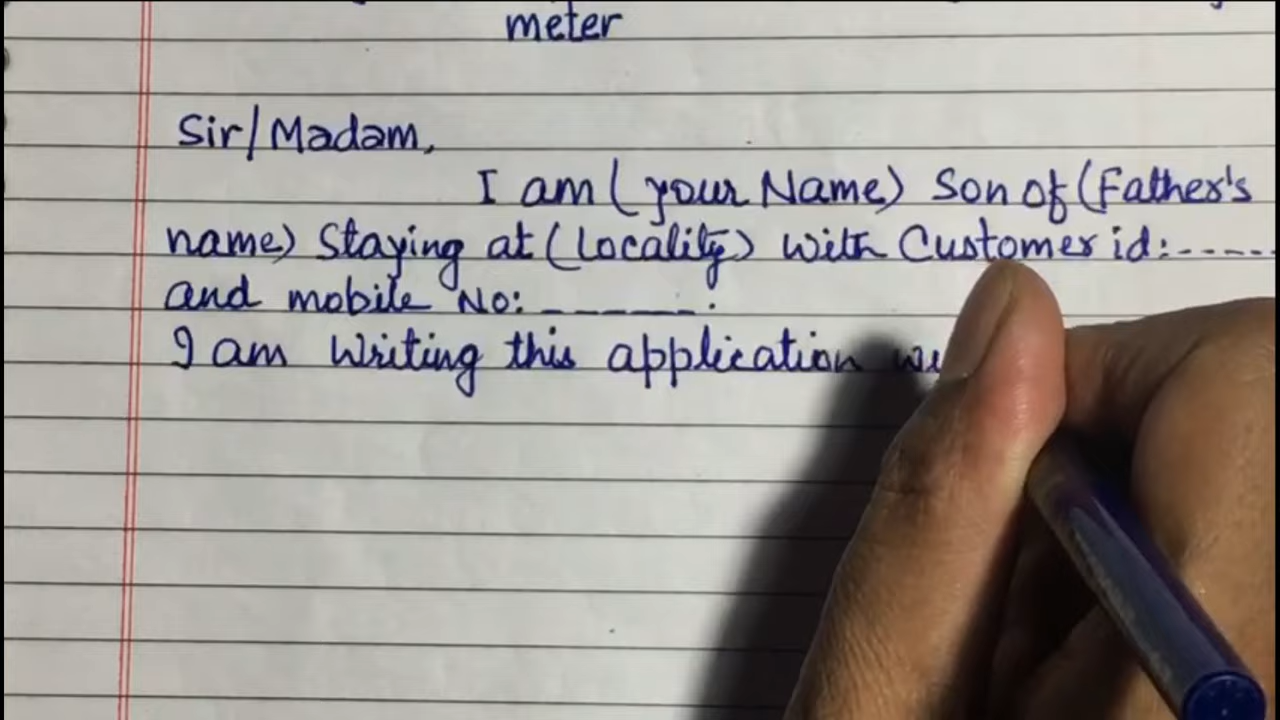 meter
Sir/Madam,
I am (your Name) Son of (Father's
name) Staying at (Locality) with Customer id:-----
and mobile No: ------.
I am writing this application